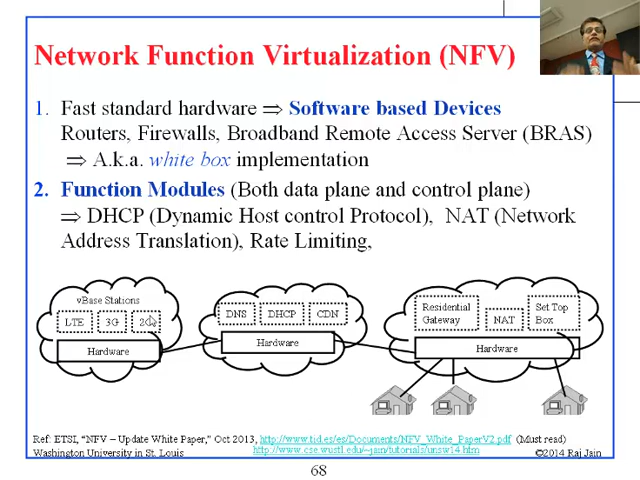 Network Function Virtualization (NFV)
1. Fast standard hardware ⇒ Software based Devices
Routers, Firewalls, Broadband Remote Access Server (BRAS)
⇒ A.k.a. white box implementation
2. Function Modules (Both data plane and control plane)
⇒ DHCP (Dynamic Host control Protocol), NAT (Network
Address Translation), Rate Limiting,
vBase Stations
LTE 3G 2G
Hardware
DNS DHCP CDN
Hardware
Residential
Gateway
NAT
Set Top
Box
Hardware
Ref: ETSI, “NFV – Update White Paper,” Oct 2013, http://www.tid.es/es/Documents/NFV_White_PaperV2.pdf (Must read)
Washington University in St. Louis
http://www.cse.wustl.edu/~jain/tutorials/unsw14.htm
©2014 Raj Jain
68